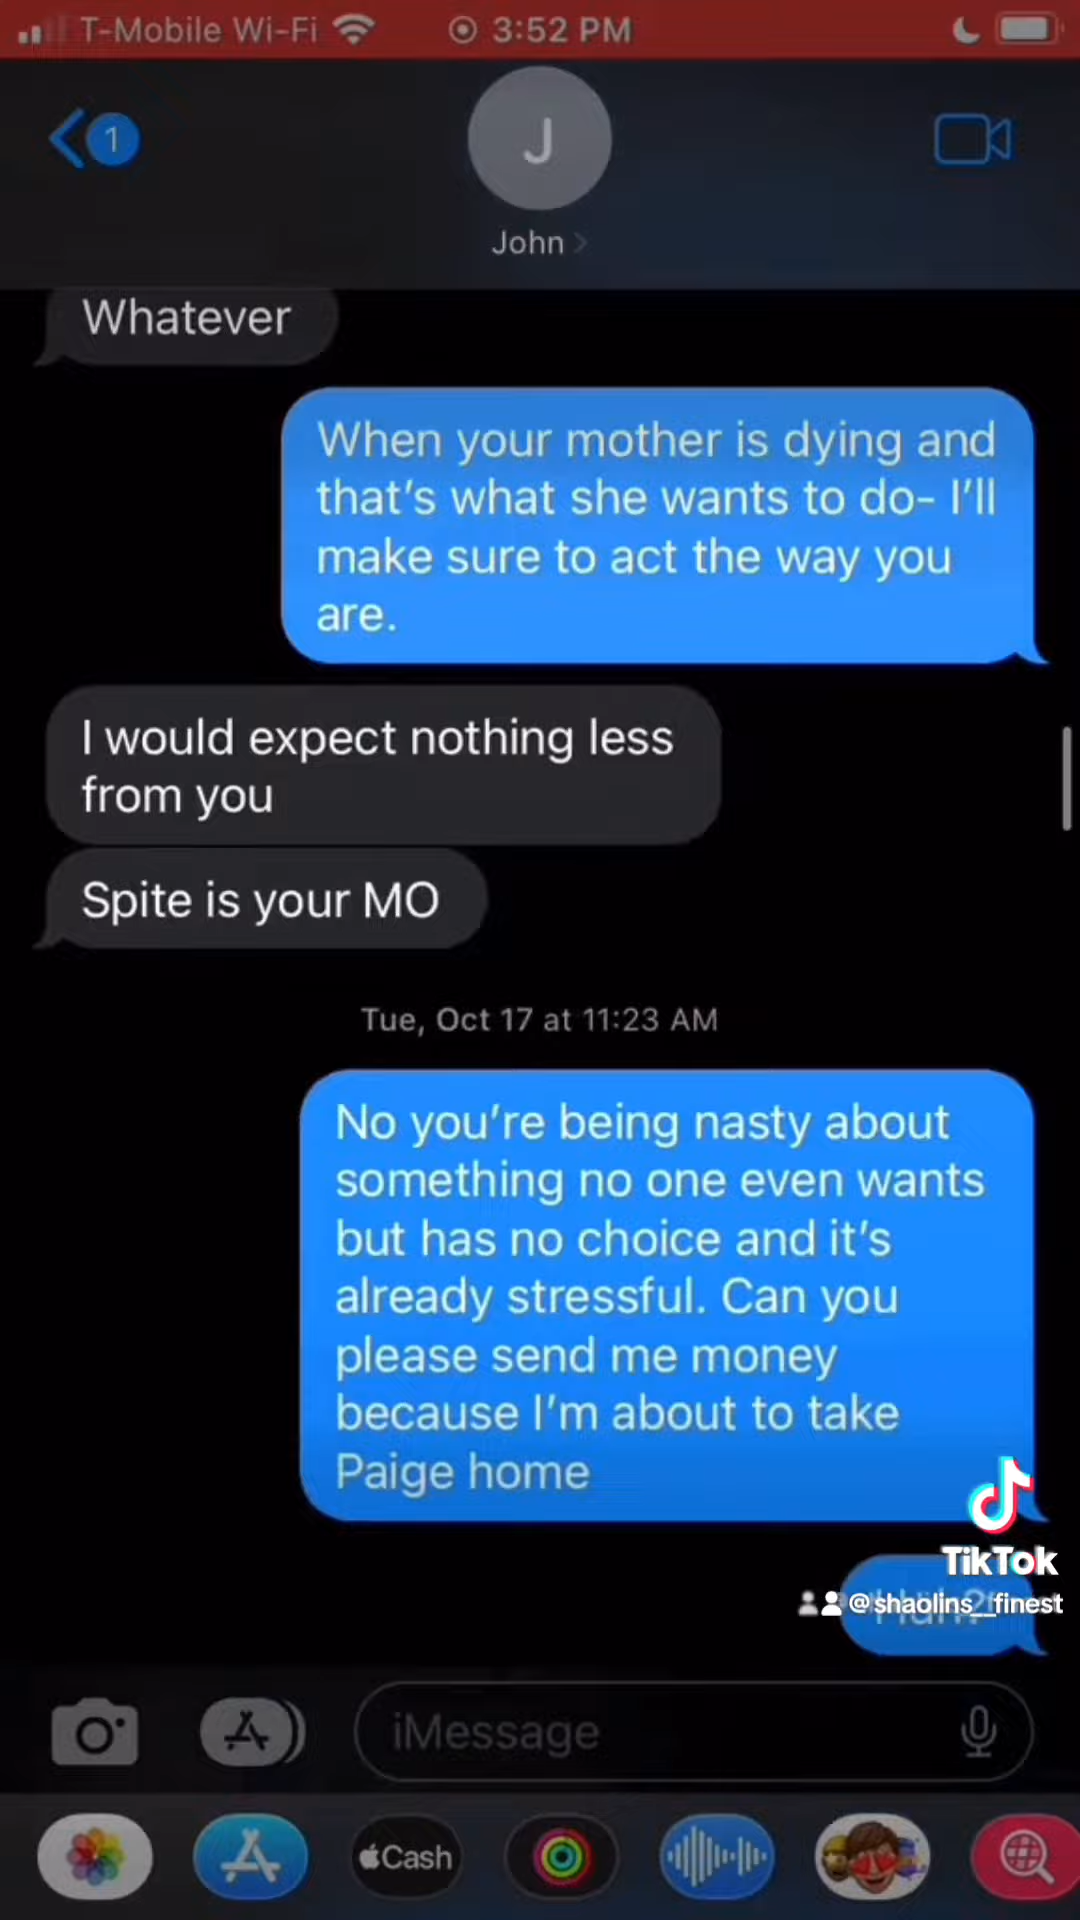 T-Mobile Wi-Fi 3:52 PM
1
J
John
Whatever
When your mother is dying and
that's what she wants to do- I'll
make sure to act the way you
are.
I would expect nothing less
from you
Spite is your MO
Tue, Oct 17 at 11:23 AM
No you're being nasty about
something no one even wants
but has no choice and it's
already stressful. Can you
please send me money
because I'm about to take
Paige home
TikTok
@shaolins__finest
iMessage
Cash